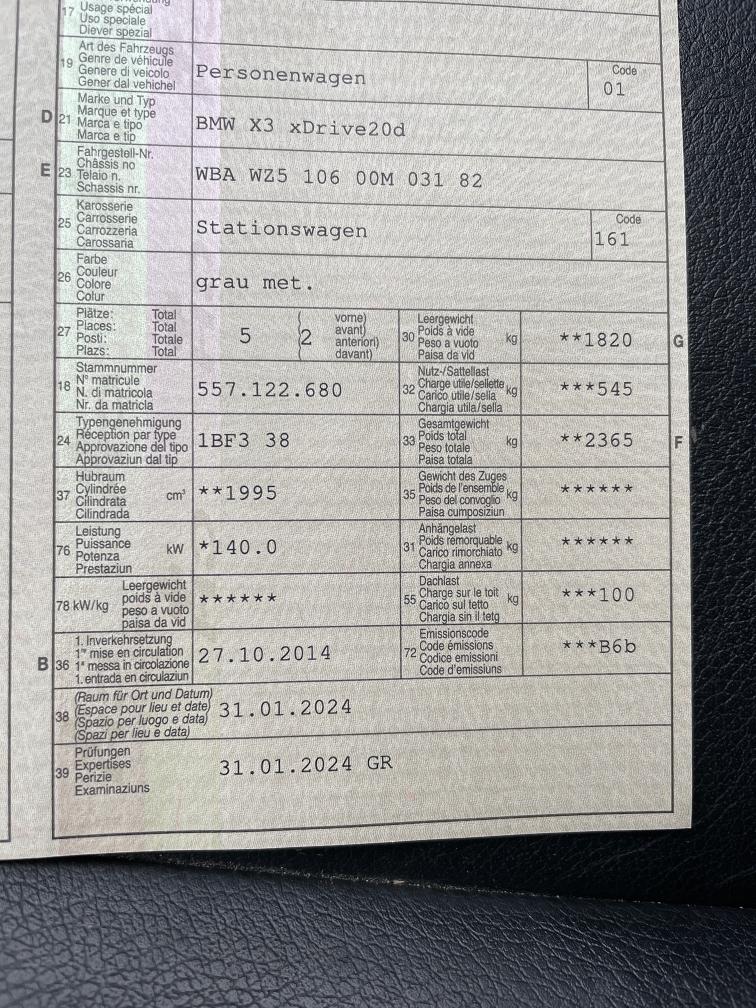 17 Usage spécial
Uso speciale
Diever spezial
19 Art des Fahrzeugs
Genre de véhicule
Genere di veicolo
Gener dal vehichel
Personenwagen
Code
01
D 21 Marke und Typ
Marque et type
Marca e tipo
Marca e tip
BMW X3 xDrive20d
E 23 Fahrgestell-Nr.
Châssis no
Telaio n.
Schassis nr.
WBA WZ5 106 00M 031 82
25 Karosserie
Carrosserie
Carrozzeria
Carossaria
Stationswagen
Code
161
26 Farbe
Couleur
Colore
Colur
grau met.
27 Plätze: Total
Places: Total
Posti: Totale
Plazs: Total
5 (2 vorne)
avant)
anteriori)
davant)
30 Leergewicht
Poids à vide
Peso a vuoto
Paisa da vid
kg **1820 G
18 Stammnummer
N° matricule
N. di matricola
Nr. da matricla
557.122.680
32 Nutz-/Sattellast
Charge utile/sellette
Carico utile/sella
Chargia utila/sella
kg ***545
24 Typengenehmigung
Réception par type
Approvazione del tipo
Approvaziun dal tip
1BF3 38
33 Gesamtgewicht
Poids total
Peso totale
Paisa totala
kg **2365 F
37 Hubraum
Cylindrée
Cilindrata
Cilindrada
cm³ **1995
35 Gewicht des Zuges
Poids de l'ensemble
Peso del convoglio
Paisa cumposiziun
kg ******
76 Leistung
Puissance
Potenza
Prestaziun
kW *140.0
31 Anhängelast
Poids remorquable
Carico rimorchiato
Chargia annexa
kg ******
78 kW/kg Leergewicht
poids à vide
peso a vuoto
paisa da vid
******
55 Dachlast
Charge sur le toit
Carico sul tetto
Chargia sin il tetg
kg ***100
B 36 1. Inverkehrsetzung
1re mise en circulation
1a messa in circolazione
1. entrada en circulaziun
27.10.2014
72 Emissionscode
Code émissions
Codice emissioni
Code d'emissiuns
***B6b
38 (Raum für Ort und Datum)
(Espace pour lieu et date)
(Spazio per luogo e data)
(Spazi per lieu e data)
31.01.2024
39 Prüfungen
Expertises
Perizie
Examinaziuns
31.01.2024 GR